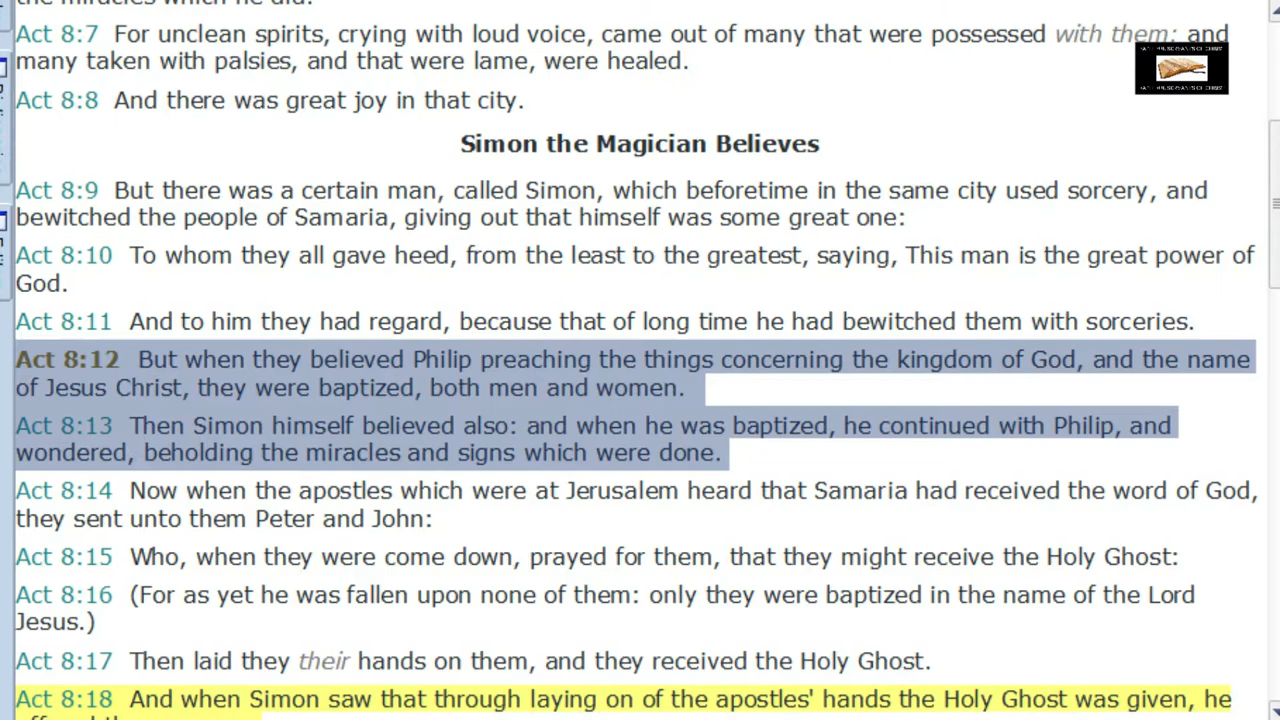 the miracles which he did.
Act 8:7 For unclean spirits, crying with loud voice, came out of many that were possessed with them: and
many taken with palsies, and that were lame, were healed.
Act 8:8 And there was great joy in that city.
Simon the Magician Believes
Act 8:9 But there was a certain man, called Simon, which beforetime in the same city used sorcery, and
bewitched the people of Samaria, giving out that himself was some great one:
Act 8:10 To whom they all gave heed, from the least to the greatest, saying, This man is the great power of
God.
Act 8:11 And to him they had regard, because that of long time he had bewitched them with sorceries.
Act 8:12 But when they believed Philip preaching the things concerning the kingdom of God, and the name
of Jesus Christ, they were baptized, both men and women.
Act 8:13 Then Simon himself believed also: and when he was baptized, he continued with Philip, and
wondered, beholding the miracles and signs which were done.
Act 8:14 Now when the apostles which were at Jerusalem heard that Samaria had received the word of God,
they sent unto them Peter and John:
Act 8:15 Who, when they were come down, prayed for them, that they might receive the Holy Ghost:
Act 8:16 (For as yet he was fallen upon none of them: only they were baptized in the name of the Lord
Jesus.)
Act 8:17 Then laid they their hands on them, and they received the Holy Ghost.
Act 8:18 And when Simon saw that through laying on of the apostles' hands the Holy Ghost was given, he